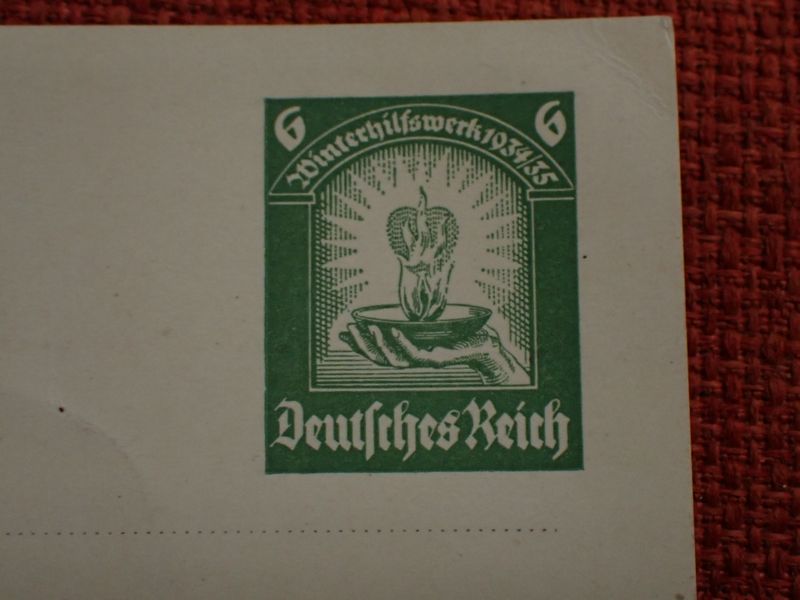 6 6
Winterhilfswerk 1934/35
Deutsches Reich